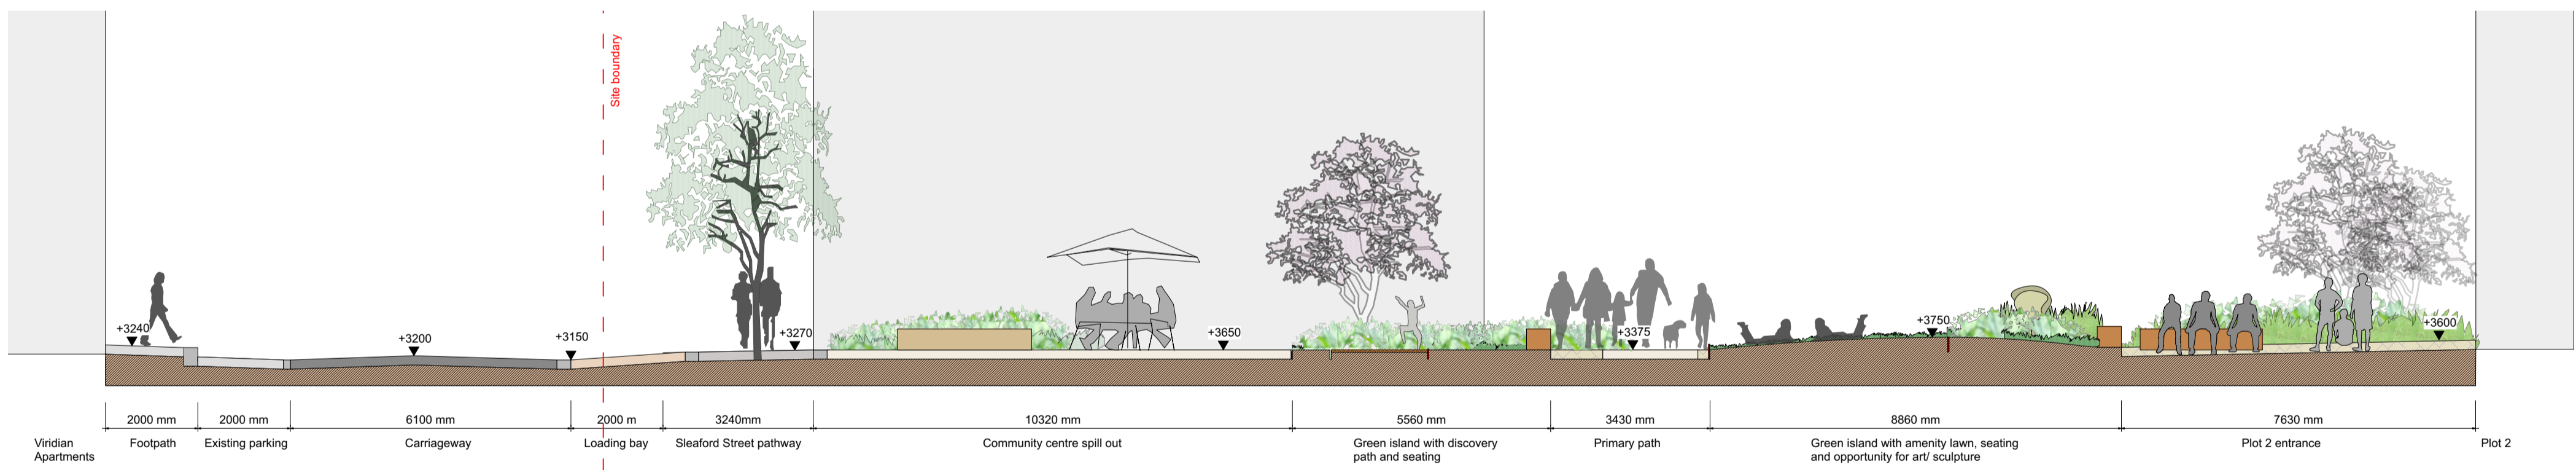 Site boundary
+3240
+3200
+3150
+3270
+3650
+3375
+3750
+3600
2000 mm
2000 mm
6100 mm
2000 m
3240mm
10320 mm
5560 mm
3430 mm
8860 mm
7630 mm
Viridian
Apartments
Footpath
Existing parking
Carriageway
Loading bay
Sleaford Street pathway
Community centre spill out
Green island with discovery
path and seating
Primary path
Green island with amenity lawn, seating
and opportunity for art/ sculpture
Plot 2 entrance
Plot 2